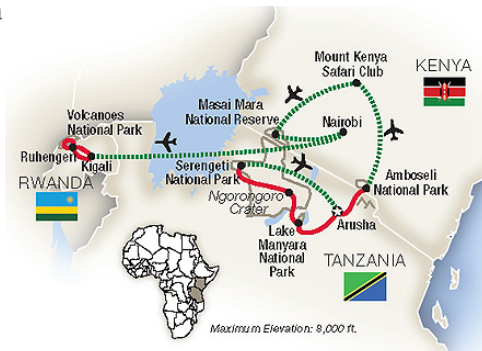 Mount Kenya
Safari Club
KENYA
Masai Mara
National Reserve
Nairobi
Volcanoes
National Park
Ruhengeri
Kigali
RWANDA
Serengeti
National Park
Ngorongoro
Crater
Amboseli
National Park
Arusha
Lake
Manyara
National
Park
TANZANIA
Maximum Elevation: 8,000 ft.